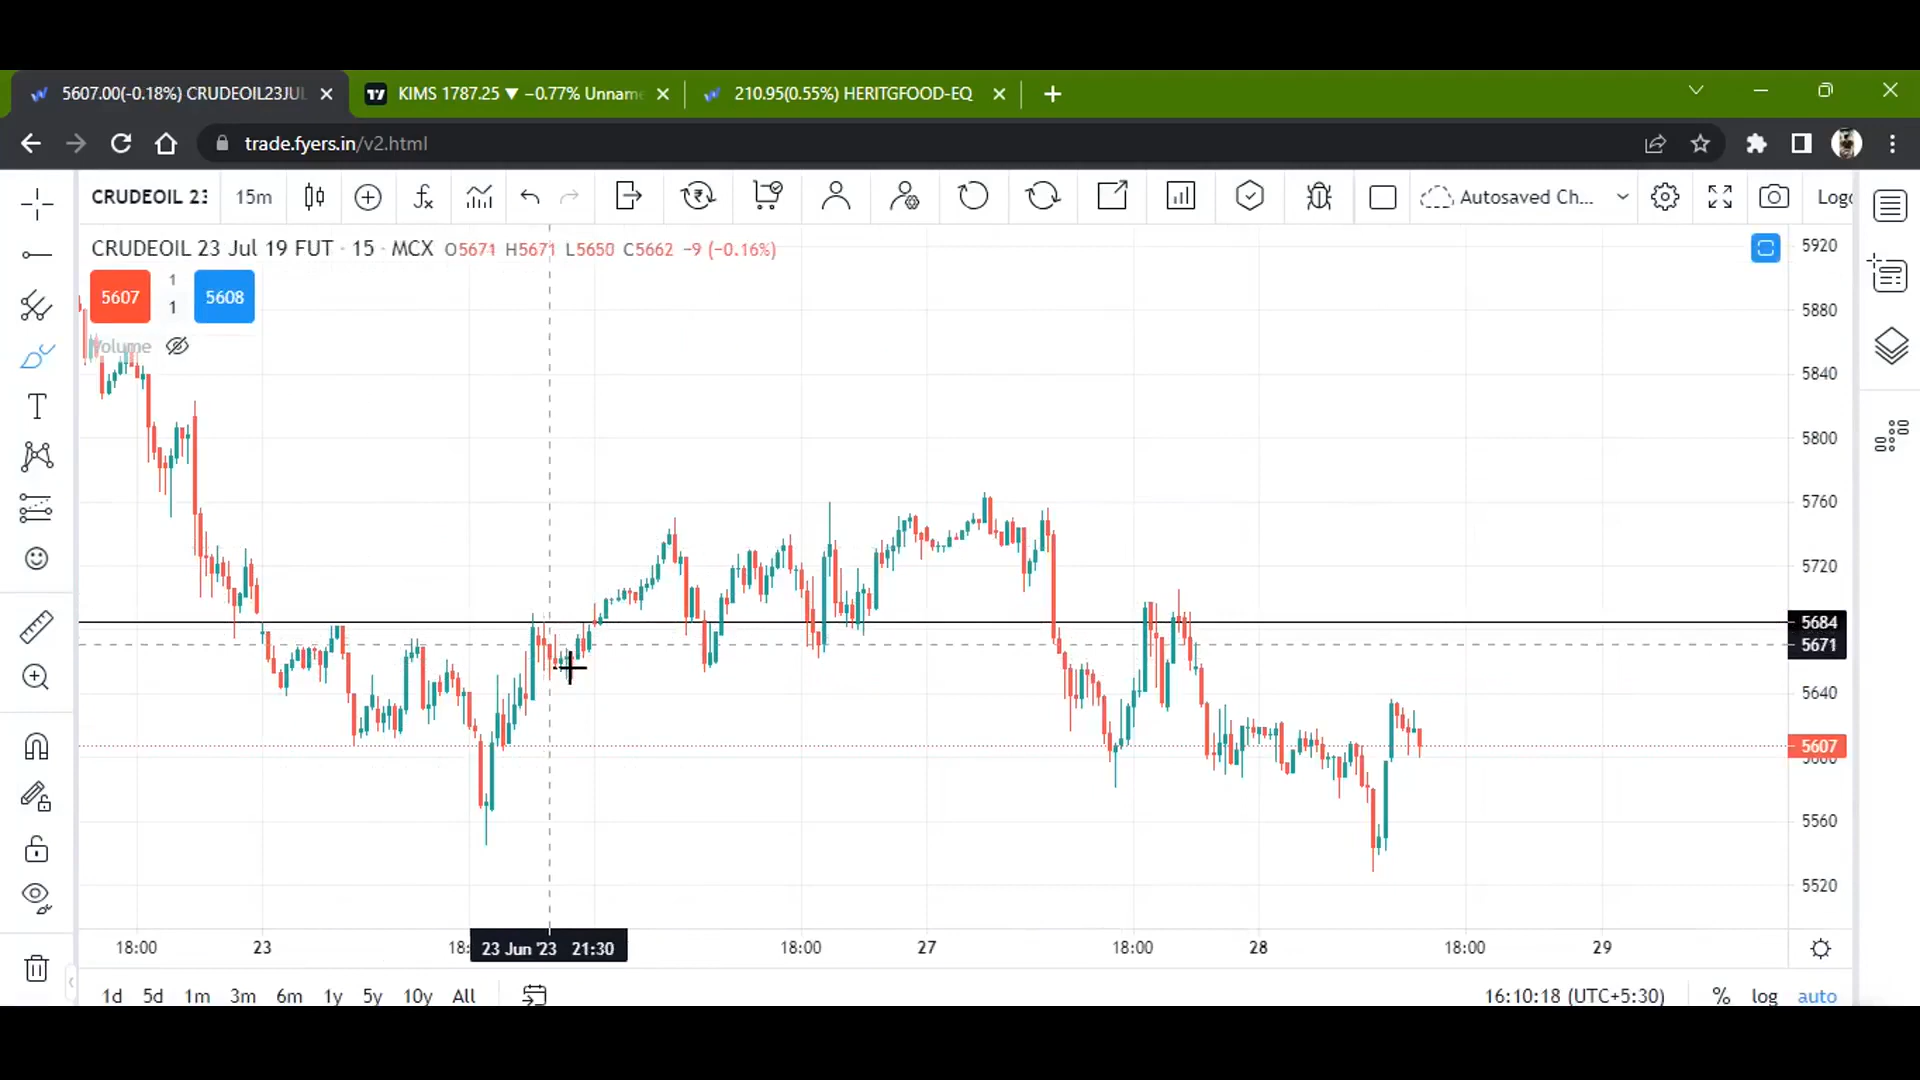 5607.00(-0.18%) CRUDEOIL23JUL
KIMS 1787.25 ▼ −0.77% Unname
210.95(0.55%) HERITGFOOD-EQ
trade.fyers.in/v2.html
CRUDEOIL 23
15m
Autosaved Ch...
CRUDEOIL 23 Jul 19 FUT · 15 · MCX O5671 H5671 L5650 C5662 −9 (−0.16%)
5607
1
1
5608
Volume
5920
5880
5840
5800
5760
5720
5684
5671
5640
5607
5600
5560
5520
18:00
23
23 Jun '23 21:30
18:00
27
18:00
28
18:00
29
1d 5d 1m 3m 6m 1y 5y 10y All
16:10:18 (UTC+5:30)
% log auto